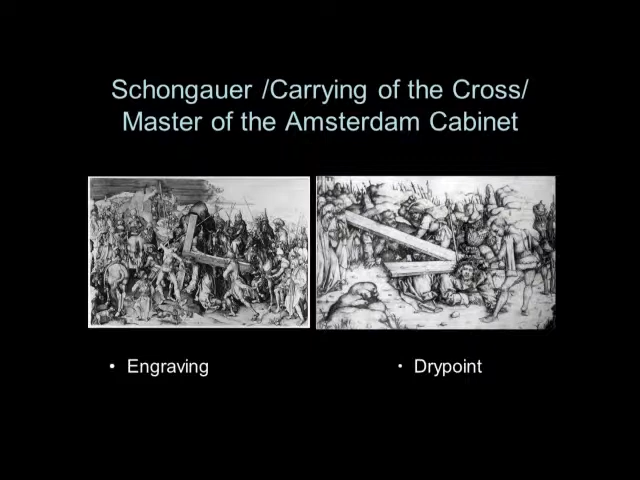 Schongauer /Carrying of the Cross/
Master of the Amsterdam Cabinet
• Engraving
• Drypoint